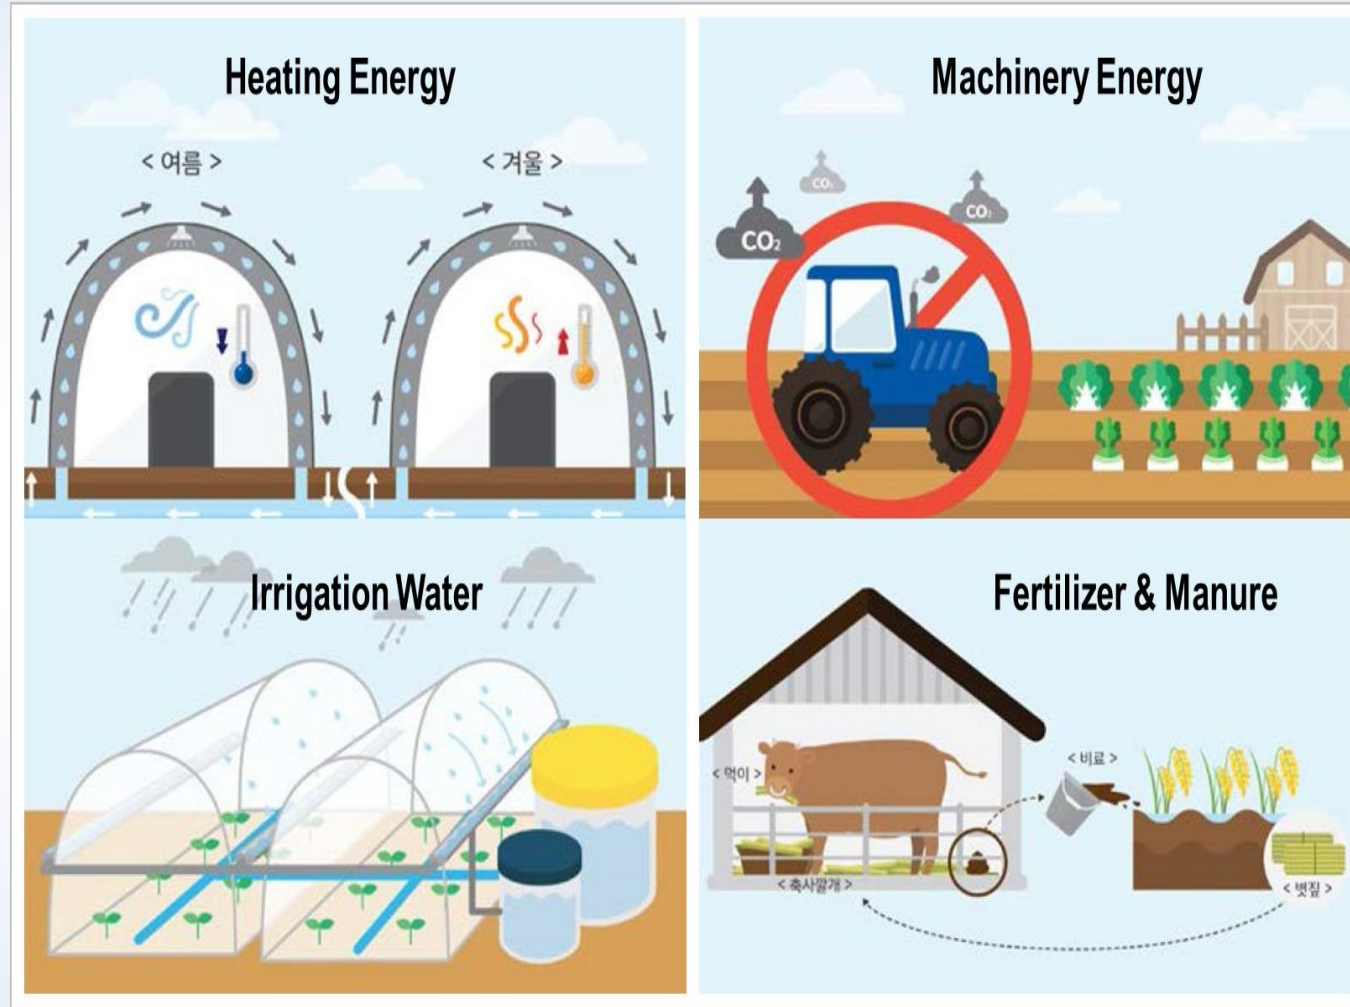 Heating Energy
< 여름 >
< 겨울 >
Machinery Energy
CO₂
CO₂
CO₂
Irrigation Water
Fertilizer & Manure
< 먹이 >
< 비료 >
< 축사깔개 >
< 볏짚 >